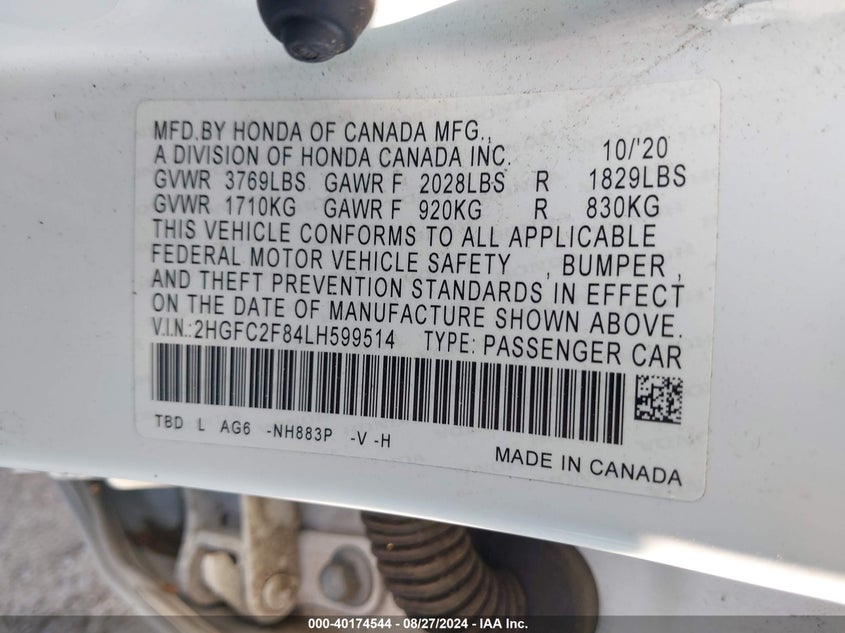 MFD.BY HONDA OF CANADA MFG.,
A DIVISION OF HONDA CANADA INC. 10/'20
GVWR 3769LBS GAWR F 2028LBS R 1829LBS
GVWR 1710KG GAWR F 920KG R 830KG
THIS VEHICLE CONFORMS TO ALL APPLICABLE
FEDERAL MOTOR VEHICLE SAFETY , BUMPER ,
AND THEFT PREVENTION STANDARDS IN EFFECT
ON THE DATE OF MANUFACTURE SHOWN ABOVE.
V.I.N.:2HGFC2F84LH599514 TYPE: PASSENGER CAR
TBD L AG6 -NH883P -V -H
MADE IN CANADA
000-40174544 - 08/27/2024 - IAA Inc.